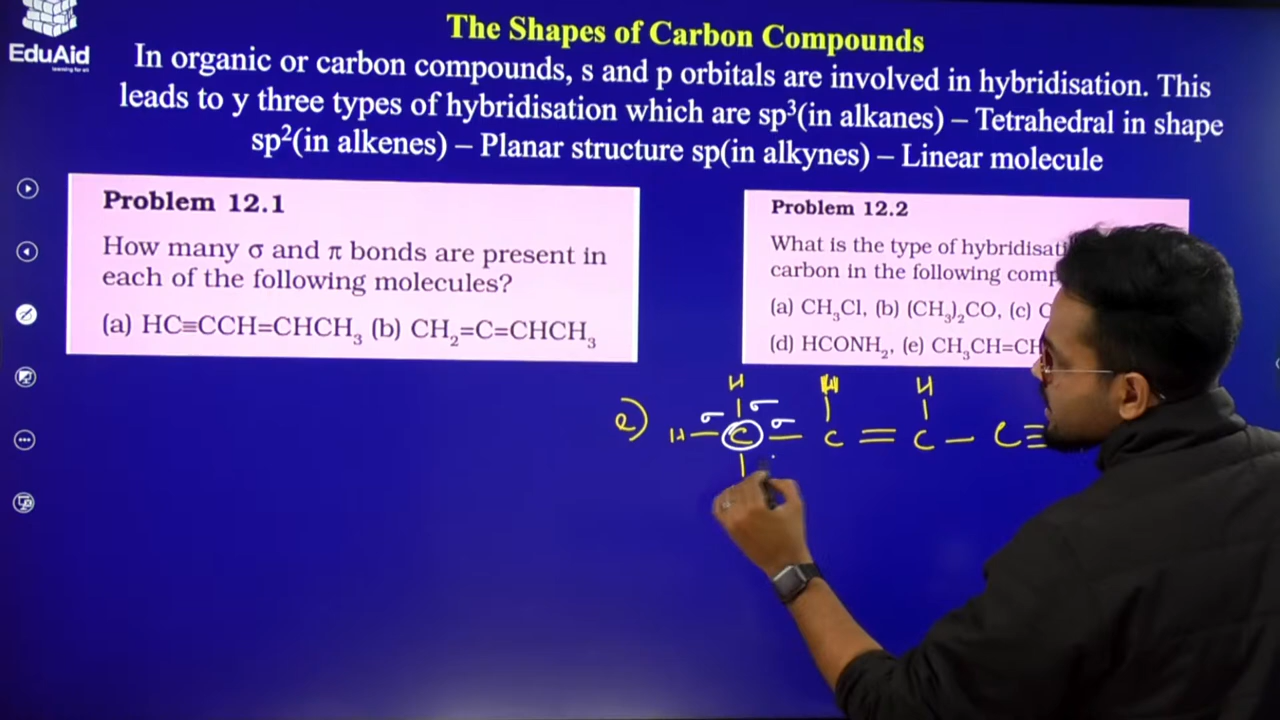 EduAid
learning for all
The Shapes of Carbon Compounds
In organic or carbon compounds, s and p orbitals are involved in hybridisation. This
leads to y three types of hybridisation which are sp³(in alkanes) – Tetrahedral in shape
sp²(in alkenes) – Planar structure sp(in alkynes) – Linear molecule
Problem 12.1
How many σ and π bonds are present in
each of the following molecules?
(a) HC≡CCH=CHCH₃ (b) CH₂=C=CHCH₃
Problem 12.2
What is the type of
carbon in the following
(a) CH₃Cl, (b) (CH₃)₂CO, (c)
(d) HCONH₂, (e) CH₃CH=CH
H H H
σ σ
e) H – C – C = C – C ≡
σ